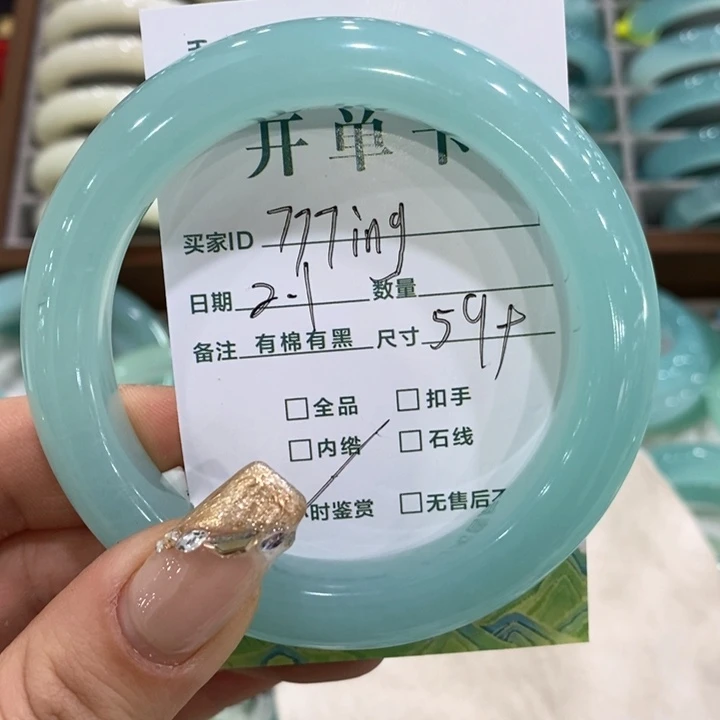 开单卡
买家ID 777ing
日期 2.1 数量
备注 有棉有黑 尺寸 59+
□全品 □扣手
□内绺 □石线
时鉴赏 □无售后不